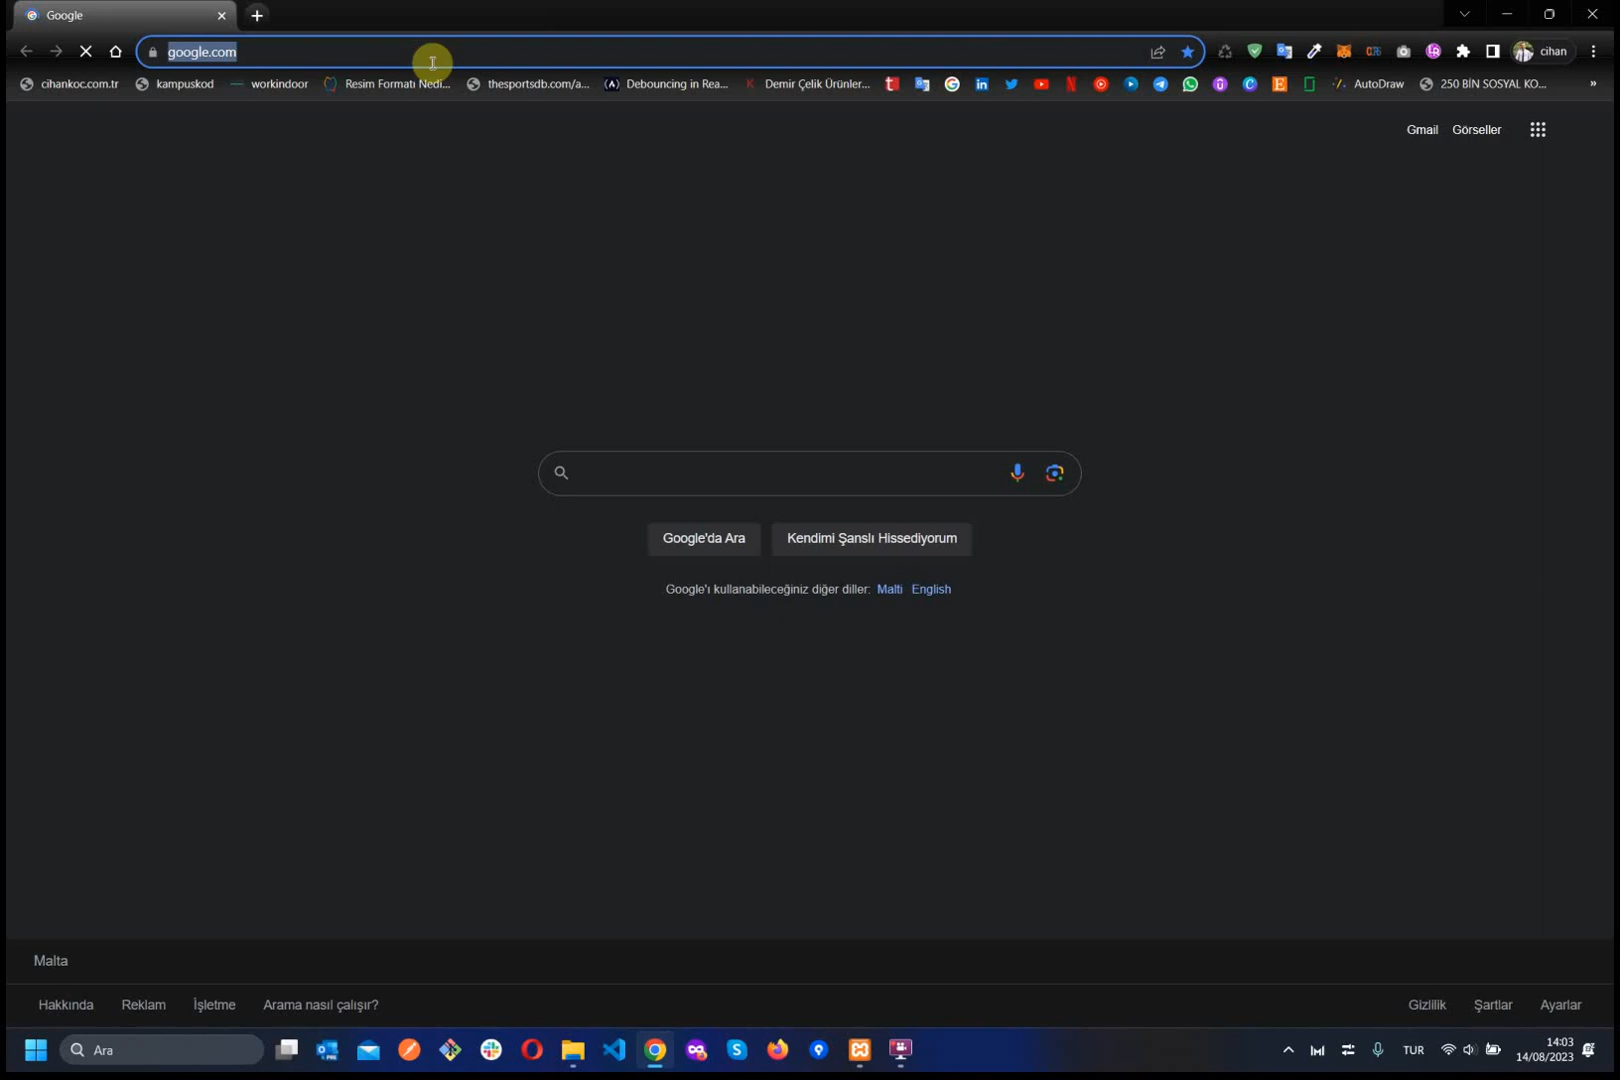 Google
google.com
cihan
cihankoc.com.tr kampuskod workindoor Resim Formatı Nedi... thesportsdb.com/a... Debouncing in Rea... Demir Çelik Ürünler... AutoDraw 250 BİN SOSYAL KO... »
Gmail Görseller
Google'da Ara Kendimi Şanslı Hissediyorum
Google'ı kullanabileceğiniz diğer diller: Malti English
Malta
Hakkında Reklam İşletme Arama nasıl çalışır? Gizlilik Şartlar Ayarlar
Ara TUR 14:03
14/08/2023